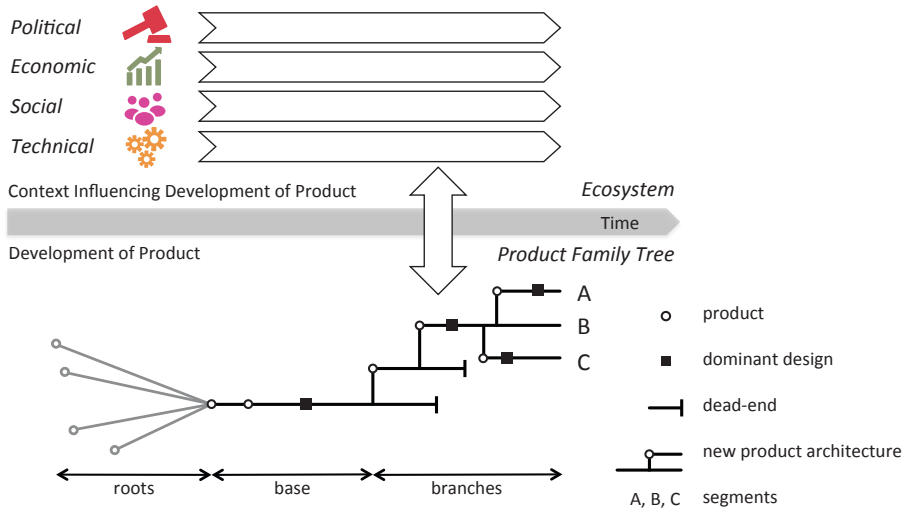 Political
Economic
Social
Technical
Context Influencing Development of Product
Ecosystem
Time
Development of Product
Product Family Tree
A
B
C
product
dominant design
dead-end
new product architecture
A, B, C segments
roots base branches